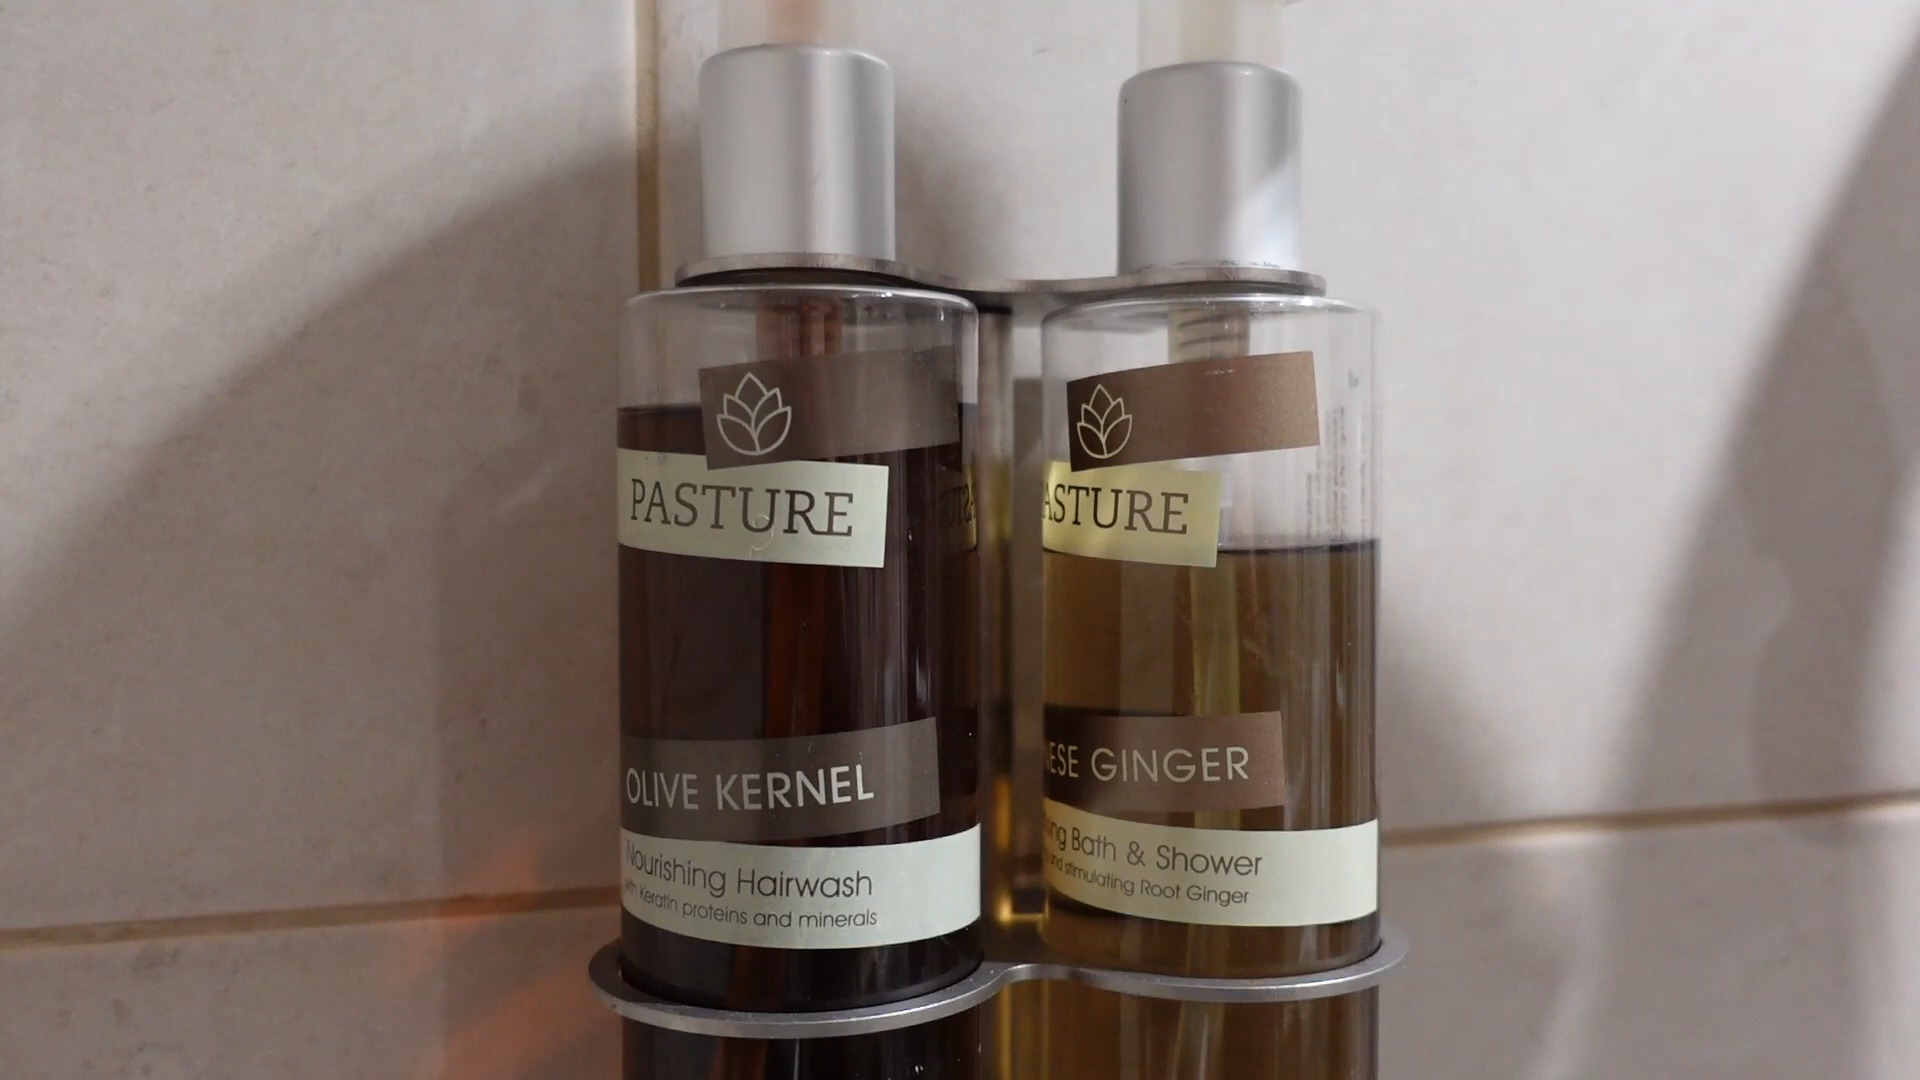 PASTURE
OLIVE KERNEL
Nourishing Hairwash
with Keratin proteins and minerals
ASTURE
ESE GINGER
ing Bath & Shower
and stimulating Root Ginger